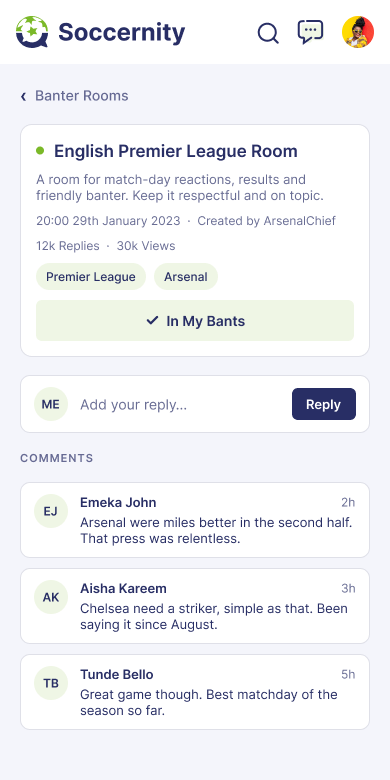 Soccernity
‹ Banter Rooms
English Premier League Room
A room for match-day reactions, results and
friendly banter. Keep it respectful and on topic.
20:00 29th January 2023 · Created by ArsenalChief
12k Replies · 30k Views
Premier League Arsenal
✓ In My Bants
ME Add your reply... Reply
COMMENTS
EJ Emeka John 2h
Arsenal were miles better in the second half.
That press was relentless.
AK Aisha Kareem 3h
Chelsea need a striker, simple as that. Been
saying it since August.
TB Tunde Bello 5h
Great game though. Best matchday of the
season so far.